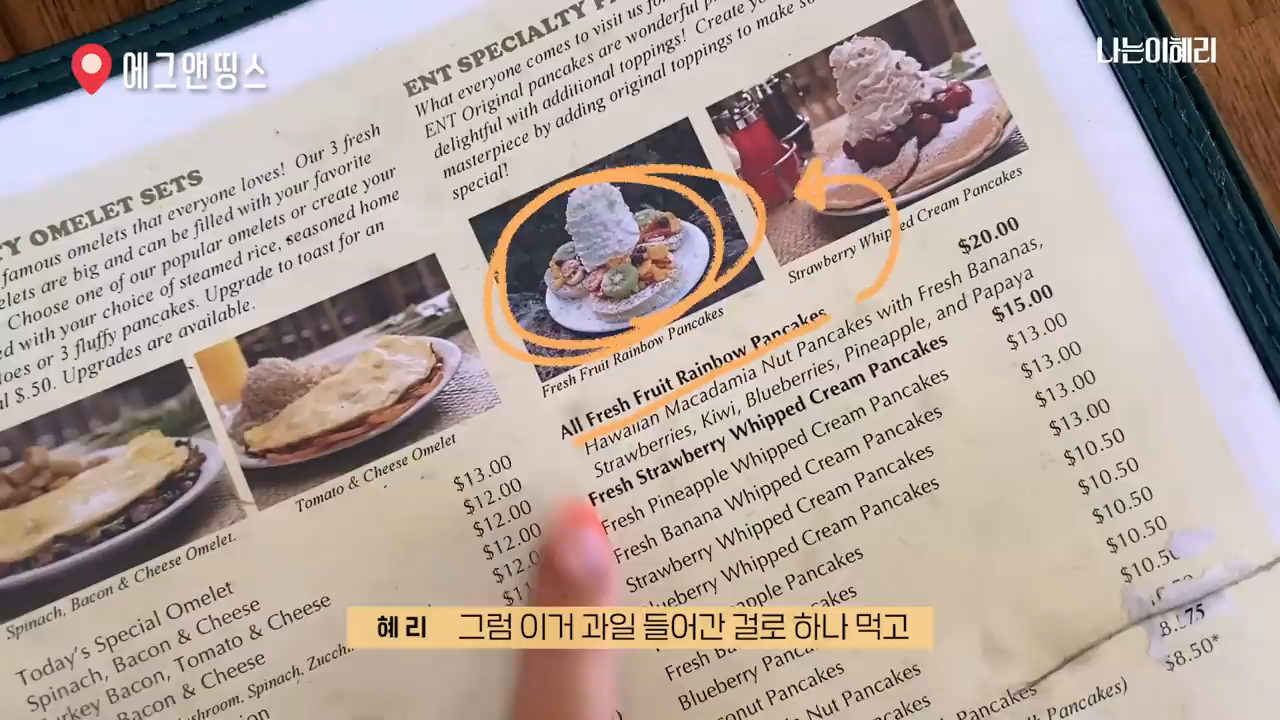 에그앤띵스
나는이혜리
ENT SPECIALTY
What everyone comes to visit us for
ENT Original pancakes are wonderful
delightful with additional toppings! Create
masterpiece by adding original toppings to make
special!
OMELET SETS
famous omelets that everyone loves! Our 3 fresh
are big and can be filled with your favorite
Choose one of our popular omelets or create your
with your choice of steamed rice, seasoned home
or 3 fluffy pancakes. Upgrade to toast for an
$.50. Upgrades are available.
Fresh Fruit Rainbow Pancakes
Strawberry Whipped Cream Pancakes
All Fresh Fruit Rainbow Pancakes $20.00
Hawaiian Macadamia Nut Pancakes with Fresh Bananas,
Strawberries, Kiwi, Blueberries, Pineapple, and Papaya
Fresh Strawberry Whipped Cream Pancakes $15.00
Fresh Pineapple Whipped Cream Pancakes $13.00
Fresh Banana Whipped Cream Pancakes $13.00
Strawberry Whipped Cream Pancakes $13.00
Whipped Cream Pancakes $13.00
Pancakes $10.50
Pancakes $10.50
Fresh $10.50
Blueberry $10.50
Pancakes
Nut Pancakes
$8.50*
Pancakes
Spinach, Bacon & Cheese Omelet.
Tomato & Cheese Omelet
Today's Special Omelet $13.00
Spinach, Bacon & Cheese $12.00
Bacon, Tomato & Cheese $12.00
Bacon & Cheese $12.00
Spinach,
혜리 그럼 이거 과일 들어간 걸로 하나 먹고